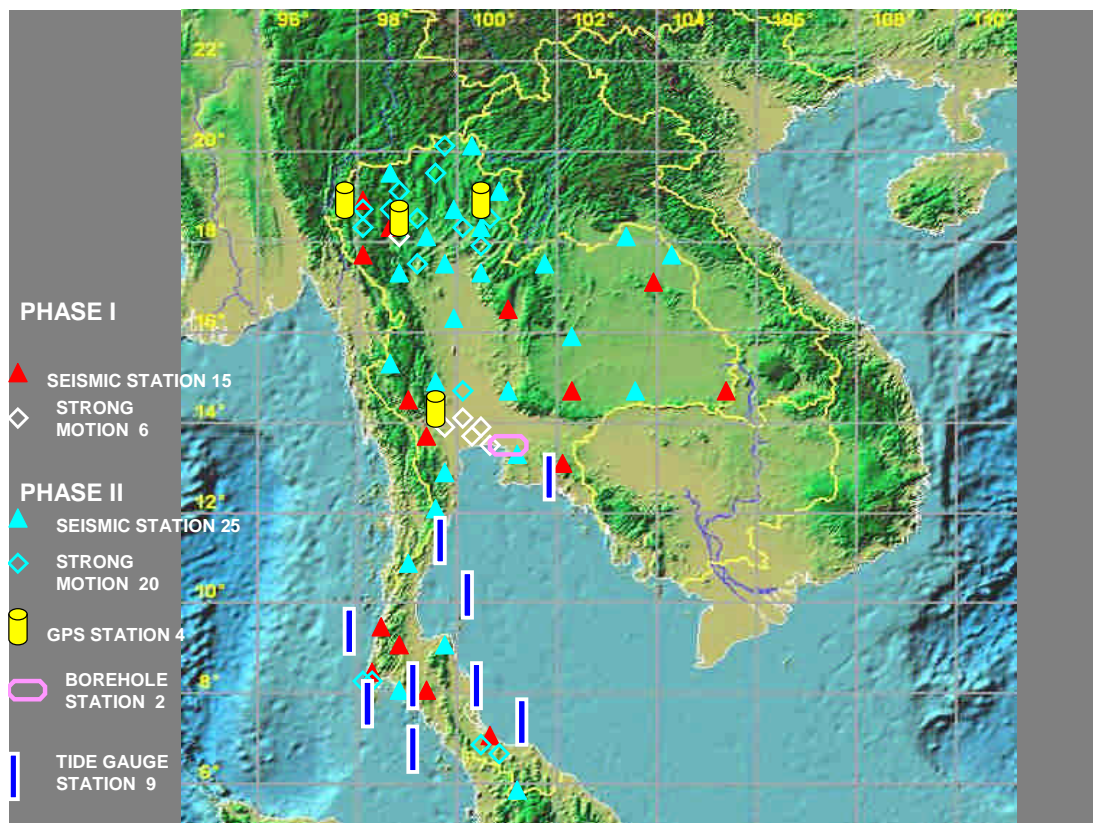 96° 98° 100° 102° 104° 106° 108° 110°
22°
20°
18°
16°
14°
12°
10°
8°
6°
PHASE I
SEISMIC STATION 15
STRONG
MOTION 6
PHASE II
SEISMIC STATION 25
STRONG
MOTION 20
GPS STATION 4
BOREHOLE
STATION 2
TIDE GAUGE
STATION 9